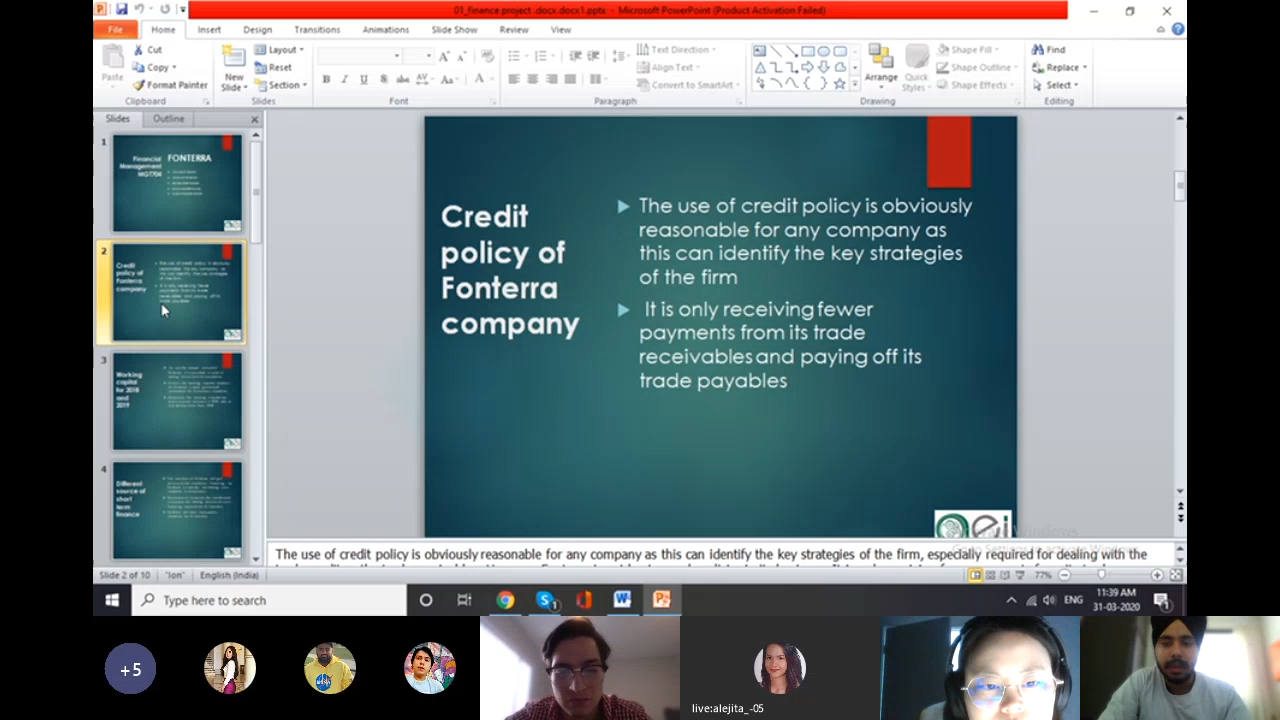 01_Finance project .docx.docx1.pptx - Microsoft PowerPoint (Product Activation Failed)
File Home Insert Design Transitions Animations Slide Show Review View
Paste
Cut
Copy
Format Painter
Clipboard
New Slide
Layout
Reset
Section
Slides
Font
Text Direction
Align Text
Convert to SmartArt
Paragraph
Arrange
Quick Styles
Shape Fill
Shape Outline
Shape Effects
Drawing
Find
Replace
Select
Editing
Slides Outline
1
Financial
Management
MGT704
FONTERRA
2
Credit
policy of
Fonterra
company
3
Working
capital
for 2018
and
2019
4
Different
source of
short
term
finance
Credit
policy of
Fonterra
company
The use of credit policy is obviously
reasonable for any company as
this can identify the key strategies
of the firm
It is only receiving fewer
payments from its trade
receivables and paying off its
trade payables
The use of credit policy is obviously reasonable for any company as this can identify the key strategies of the firm, especially required for dealing with the
Slide 2 of 10 "Ion" English (India) 77%
Type here to search
ENG
11:39 AM
31-03-2020
+5
live:alejita_-05